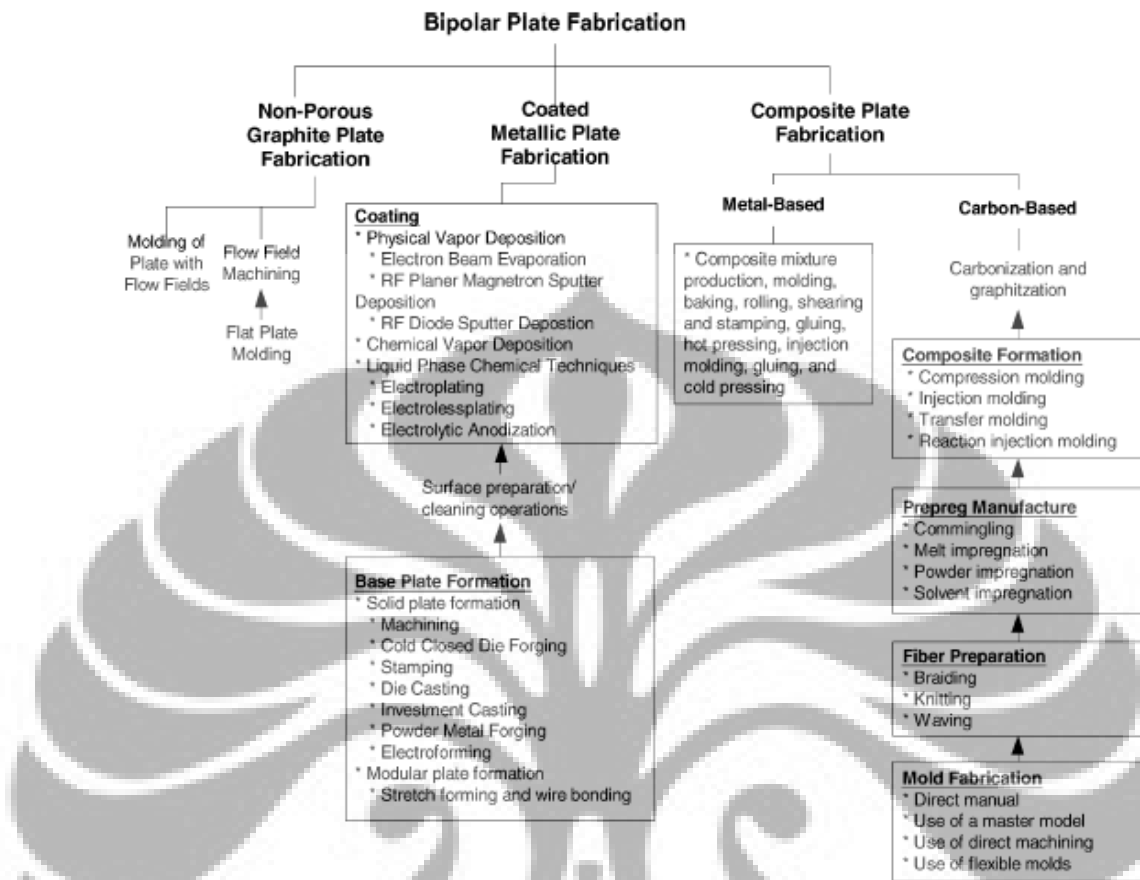 Bipolar Plate Fabrication
Non-Porous
Graphite Plate
Fabrication
Coated
Metallic Plate
Fabrication
Composite Plate
Fabrication
Molding of
Plate with
Flow Fields
Flow Field
Machining
Flat Plate
Molding
Coating
* Physical Vapor Deposition
* Electron Beam Evaporation
* RF Planer Magnetron Sputter
Deposition
* RF Diode Sputter Depostion
* Chemical Vapor Deposition
* Liquid Phase Chemical Techniques
* Electroplating
* Electrolessplating
* Electrolytic Anodization
Surface preparation/
cleaning operations
Base Plate Formation
* Solid plate formation
* Machining
* Cold Closed Die Forging
* Stamping
* Die Casting
* Investment Casting
* Powder Metal Forging
* Electroforming
* Modular plate formation
* Stretch forming and wire bonding
Metal-Based
* Composite mixture
production, molding,
baking, rolling, shearing
and stamping, gluing,
hot pressing, injection
molding, gluing, and
cold pressing
Carbon-Based
Carbonization and
graphitzation
Composite Formation
* Compression molding
* Injection molding
* Transfer molding
* Reaction injection molding
Prepreg Manufacture
* Commingling
* Melt impregnation
* Powder impregnation
* Solvent impregnation
Fiber Preparation
* Braiding
* Knitting
* Waving
Mold Fabrication
* Direct manual
* Use of a master model
* Use of direct machining
* Use of flexible molds